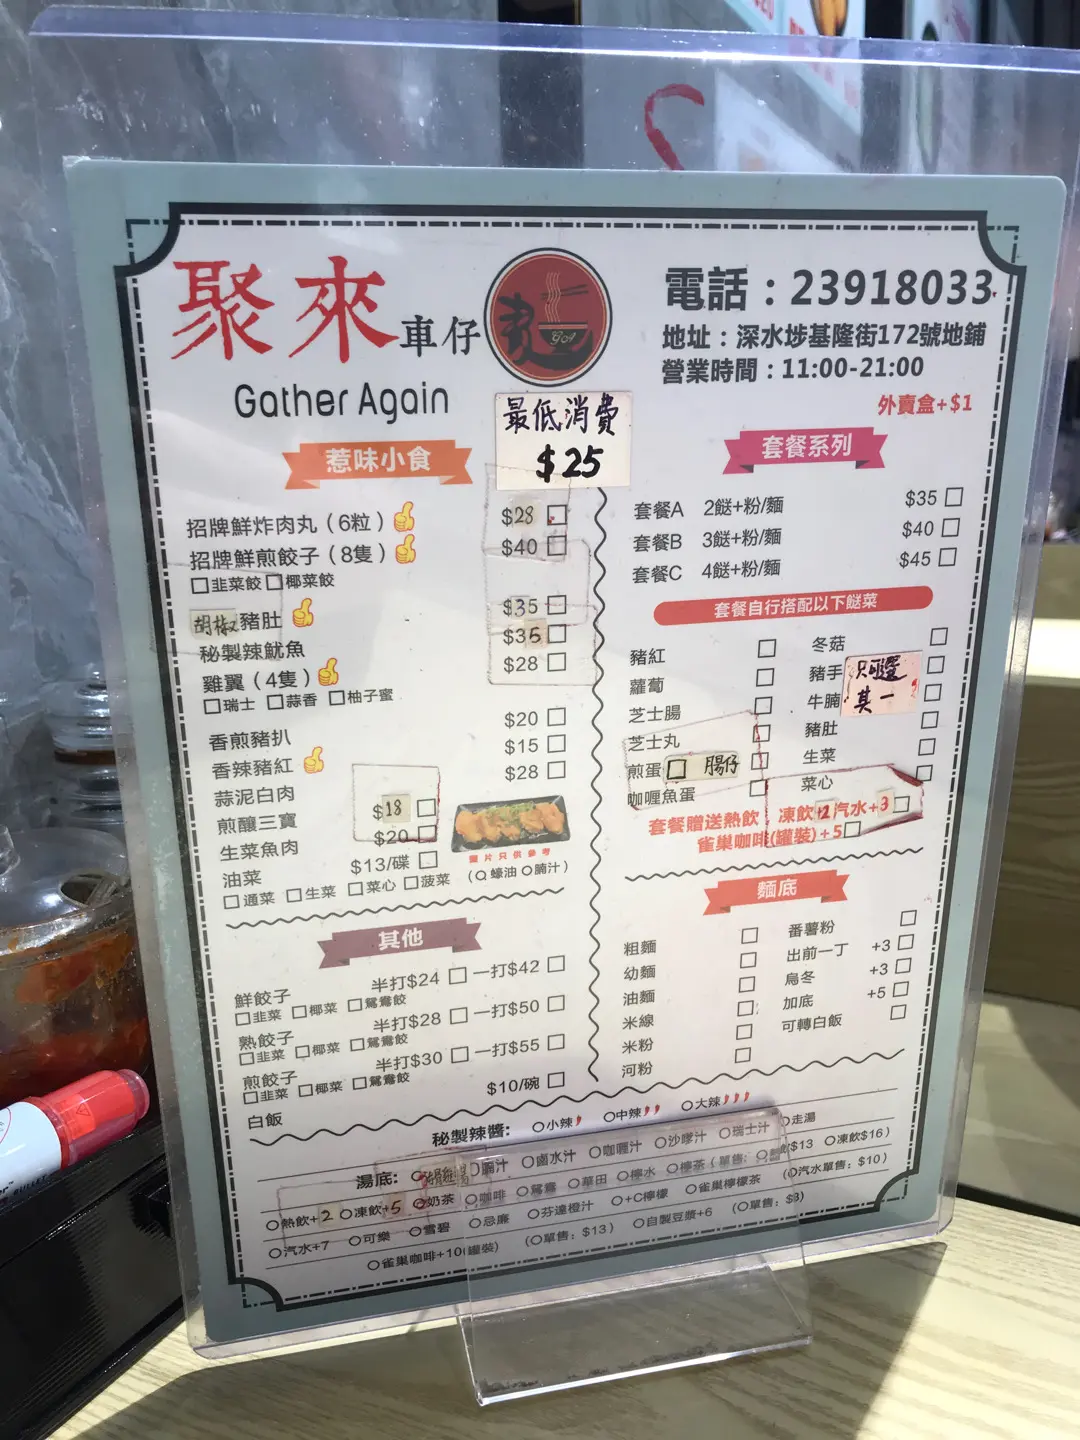 聚來車仔麵
Gather Again
電話：23918033
地址：深水埗基隆街172號地鋪
營業時間：11:00-21:00
外賣盒+$1
最低消費
$25
惹味小食
招牌鮮炸肉丸（6粒） $28
招牌鮮煎餃子（8隻） $40
韭菜餃 椰菜餃
胡椒豬肚 $35
秘製辣魷魚 $35
雞翼（4隻） $28
瑞士 蒜香 柚子蜜
香煎豬扒 $20
香辣豬紅 $15
蒜泥白肉 $28
煎釀三寶 $18
生菜魚肉 $20
油菜 $13/碟
通菜 生菜 菜心 菠菜 （蠔油 腩汁）
圖片只供參考
其他
鮮餃子 半打$24 一打$42
韭菜 椰菜 鴛鴦餃
熟餃子 半打$28 一打$50
韭菜 椰菜 鴛鴦餃
煎餃子 半打$30 一打$55
韭菜 椰菜 鴛鴦餃
白飯 $10/碗
套餐系列
套餐A 2餸+粉/麵 $35
套餐B 3餸+粉/麵 $40
套餐C 4餸+粉/麵 $45
套餐自行搭配以下餸菜
豬紅 冬菇
蘿蔔 豬手
芝士腸 牛腩
只可選
其一
芝士丸 豬肚
煎蛋 腸仔 生菜
咖喱魚蛋 菜心
套餐贈送熱飲 凍飲+2 汽水+3
雀巢咖啡(罐裝)+5
麵底
粗麵 番薯粉
幼麵 出前一丁 +3
油麵 烏冬 +3
米線 加底 +5
米粉 可轉白飯
河粉
秘製辣醬: 小辣 中辣 大辣
湯底: 腩汁 鹵水汁 咖喱汁 沙嗲汁 瑞士汁 走湯
熱飲+2 凍飲+5 奶茶 咖啡 鴛鴦 華田 檸水 檸茶（單售: $13 凍飲$16）
汽水+7 可樂 雪碧 忌廉 芬達橙汁 +C檸檬 雀巢檸檬茶 （汽水單售: $10）
雀巢咖啡+10(罐裝) （單售: $13） 自製豆漿+6 （單售: $8）